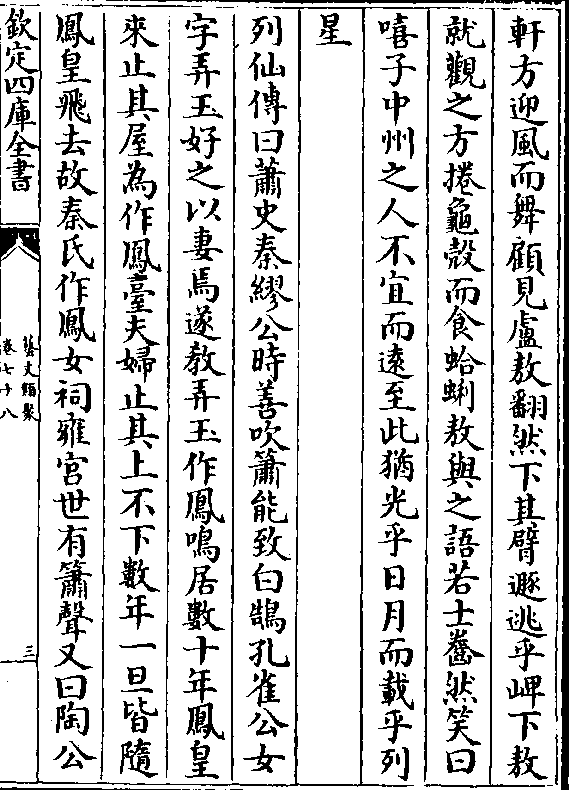 軒方迎風而舞顧見盧敖翻然下其臂遯逃乎岬下敖
就觀之方捲龜殻而食蛤蜊敖與之語若士齤然笑曰
嘻子中州之人不宜而逺至此猶光乎日月而載乎列
星
列仙傳曰蕭史秦繆公時善吹簫能致白鵠孔雀公女
字弄玉好之以妻焉遂教弄玉作鳳鳴居數十年鳳皇
來止其屋為作鳳臺夫婦止其上不下數年一旦皆隨
鳳皇飛去故秦氏作鳳女祠雍宮世有簫聲又曰陶公
欽定四庫全書
藝文類聚
卷七十八
三